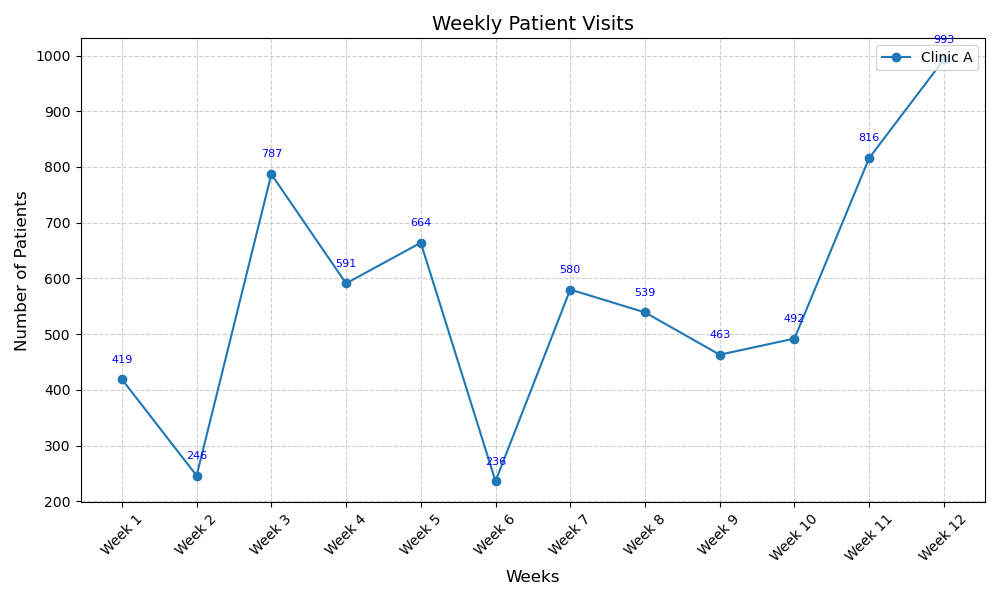 Weekly Patient Visits
993
Clinic A
1000
900
816
800
787
700
664
600
591
580
539
500
492
463
419
400
300
246
236
200
Number of Patients
Week 1
Week 2
Week 3
Week 4
Week 5
Week 6
Week 7
Week 8
Week 9
Week 10
Week 11
Week 12
Weeks